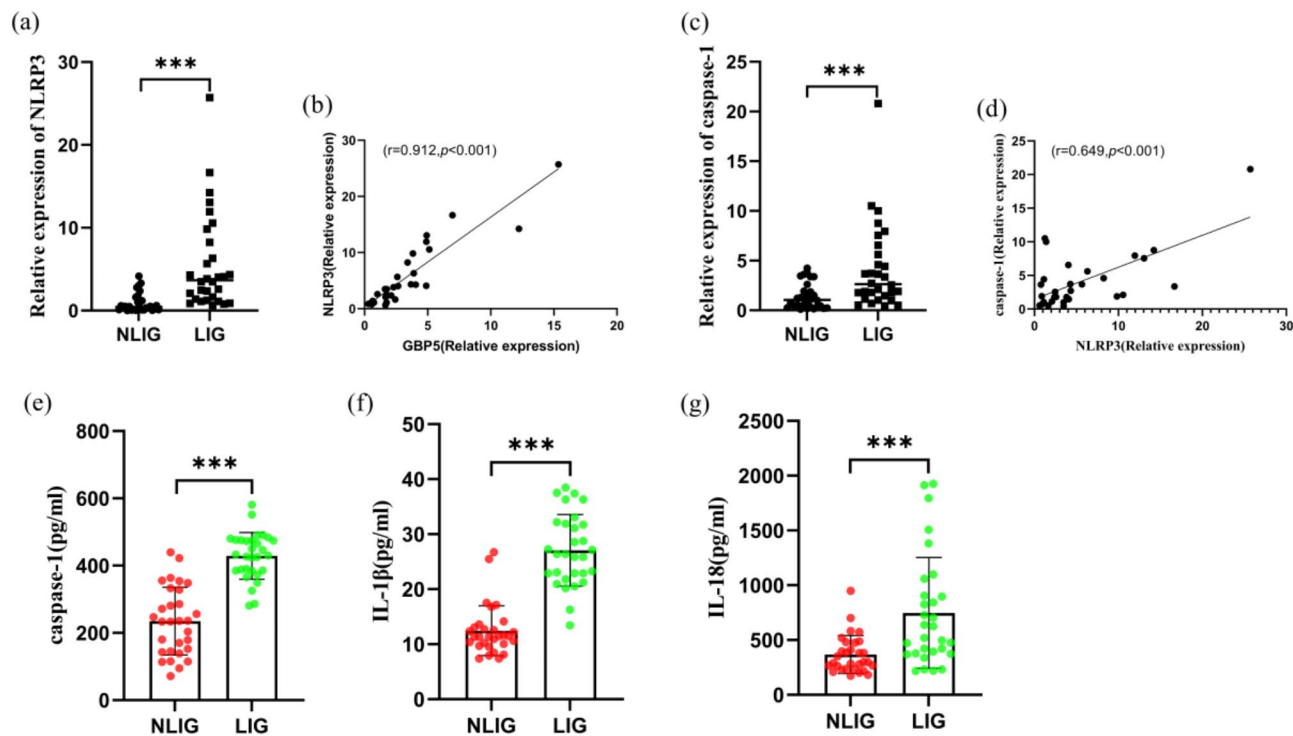 (a)
Relative expression of NLRP3
30
20
10
0
***
NLIG
LIG
(b)
NLRP3(Relative expression)
30
20
10
0
(r=0.912,p<0.001)
0
5
10
15
20
GBP5(Relative expression)
(c)
Relative expression of caspase-1
25
20
15
10
5
0
***
NLIG
LIG
(d)
caspase-1(Relative expression)
25
20
15
10
5
0
(r=0.649,p<0.001)
0
10
20
30
NLRP3(Relative expression)
(e)
caspase-1(pg/ml)
800
600
400
200
0
***
NLIG
LIG
(f)
IL-1β(pg/ml)
50
40
30
20
10
0
***
NLIG
LIG
(g)
IL-18(pg/ml)
2500
2000
1500
1000
500
0
***
NLIG
LIG